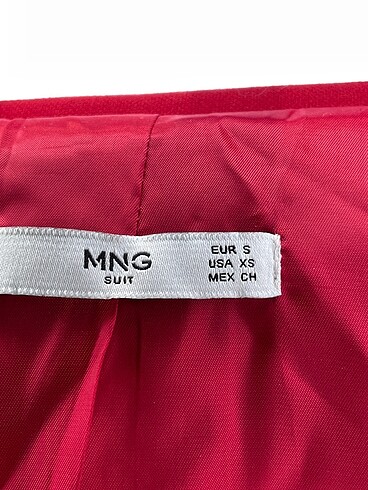 MNG
SUIT
EUR S
USA XS
MEX CH